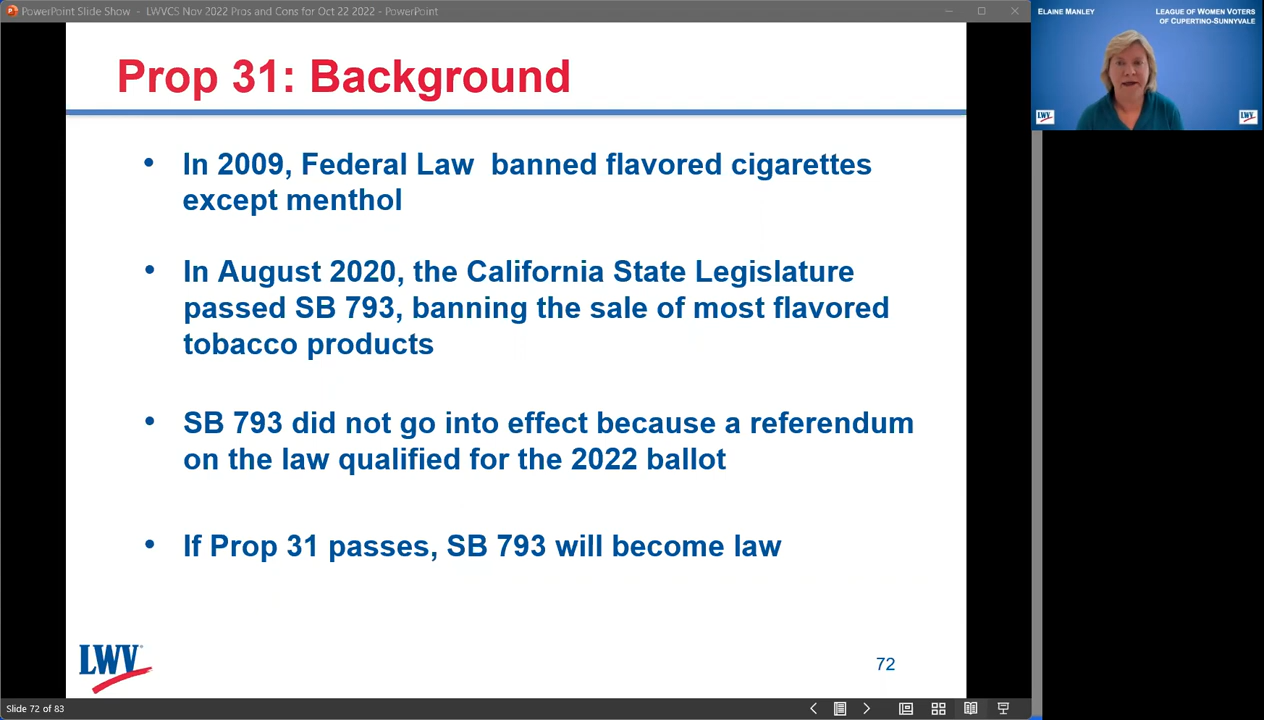 PowerPoint Slide Show - LWVCS Nov 2022 Pros and Cons for Oct 22 2022 - PowerPoint
ELAINE MANLEY
LEAGUE OF WOMEN VOTERS
OF CUPERTINO-SUNNYVALE
LWV
LWV
Prop 31: Background
• In 2009, Federal Law banned flavored cigarettes
except menthol
• In August 2020, the California State Legislature
passed SB 793, banning the sale of most flavored
tobacco products
• SB 793 did not go into effect because a referendum
on the law qualified for the 2022 ballot
• If Prop 31 passes, SB 793 will become law
LWV
72
Slide 72 of 83